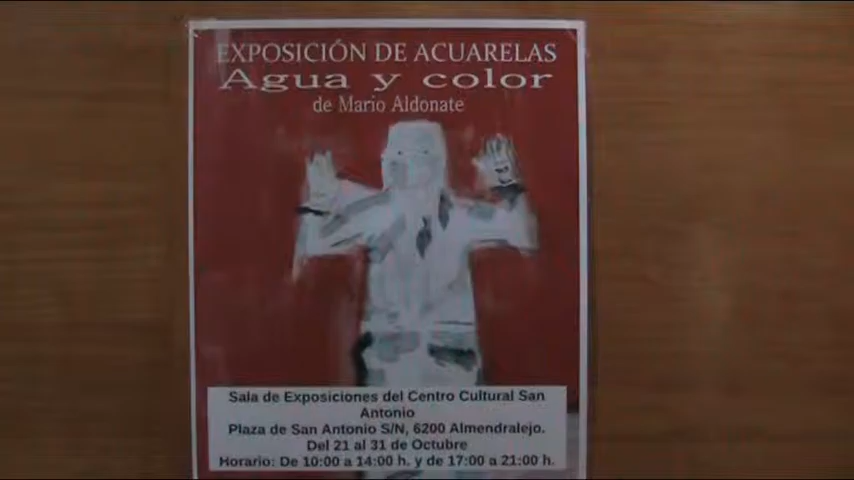 EXPOSICIÓN DE ACUARELAS
Agua y color
de Mario Aldonate
Sala de Exposiciones del Centro Cultural San
Antonio
Plaza de San Antonio S/N, 6200 Almendralejo.
Del 21 al 31 de Octubre
Horario: De 10:00 a 14:00 h. y de 17:00 a 21:00 h.